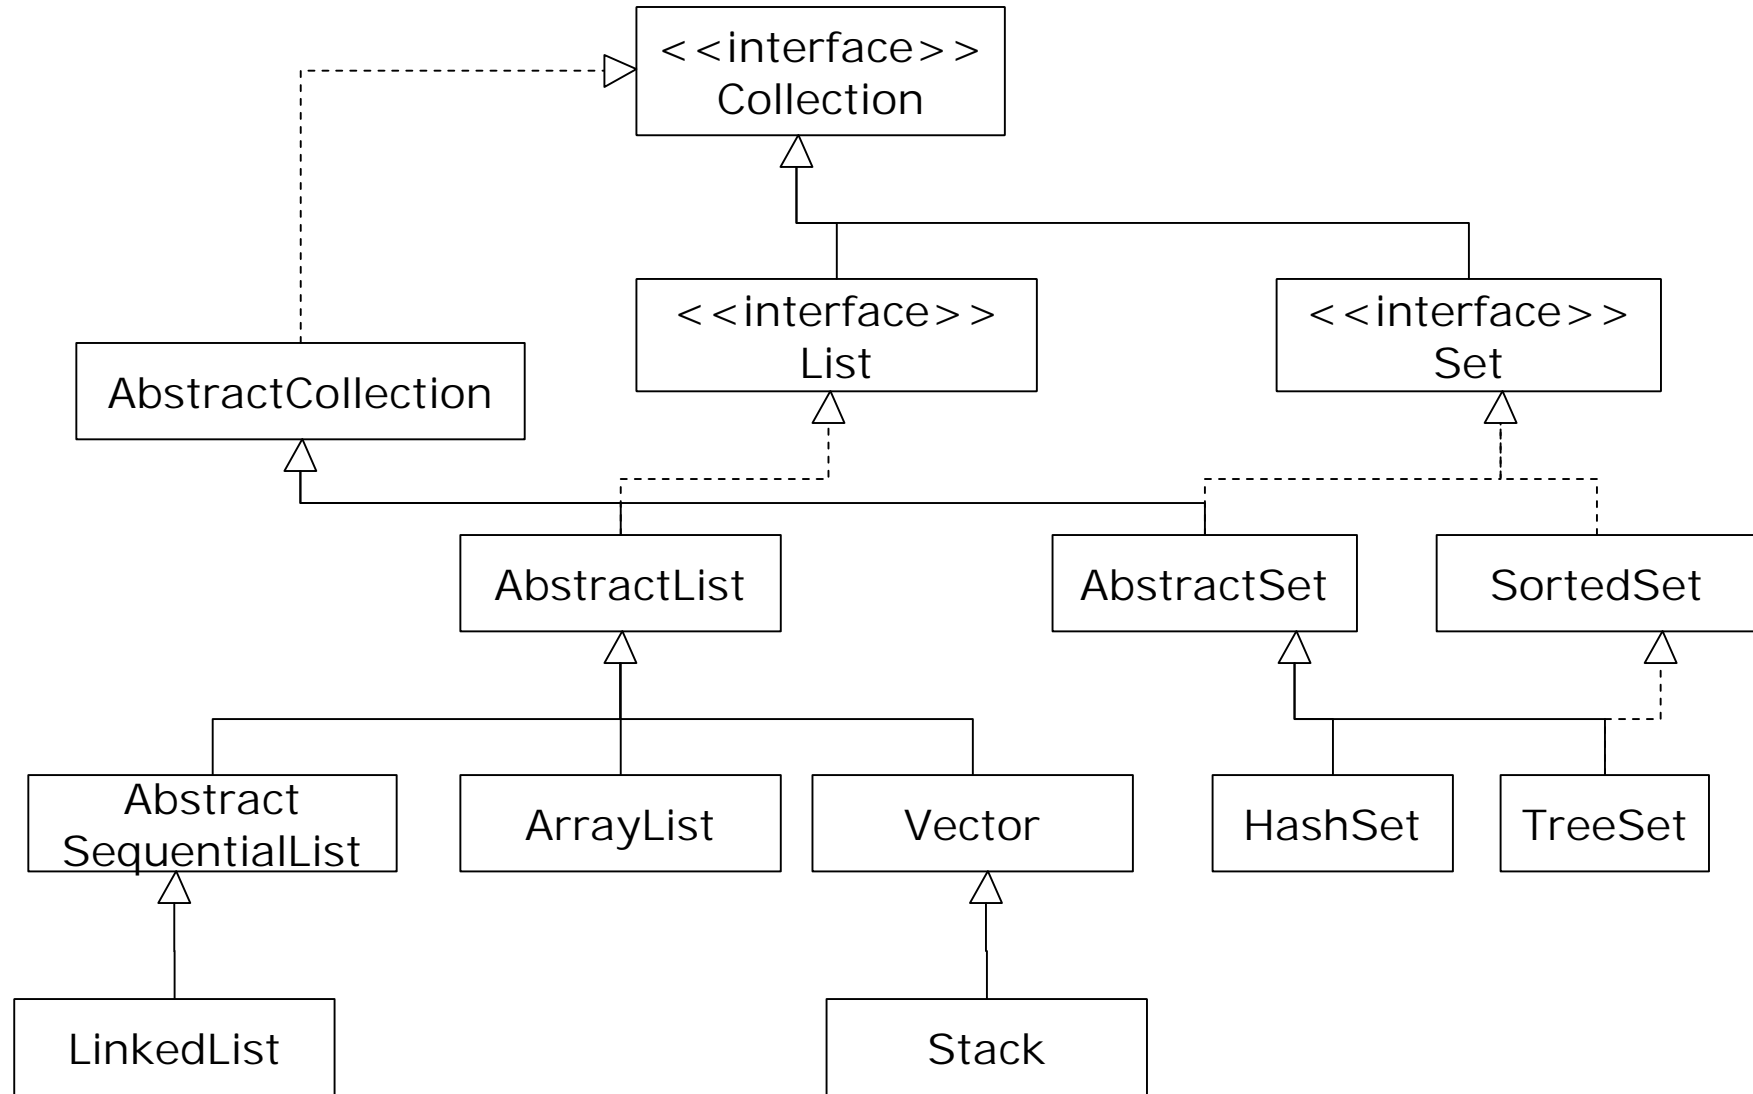 <<interface>>
Collection
<<interface>>
List
<<interface>>
Set
AbstractCollection
AbstractList
AbstractSet
SortedSet
Abstract
SequentialList
ArrayList
Vector
HashSet
TreeSet
LinkedList
Stack